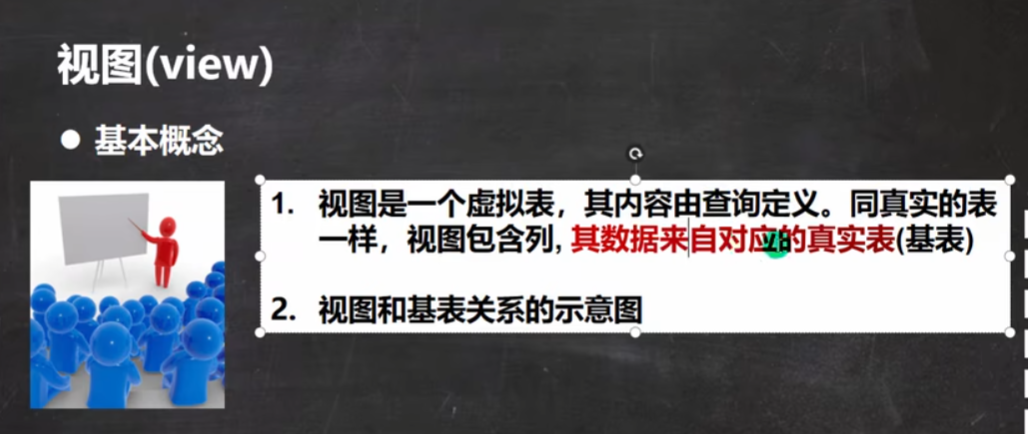 视图(view)
● 基本概念
1. 视图是一个虚拟表，其内容由查询定义。同真实的表
一样，视图包含列, 其数据来自对应的真实表(基表)
2. 视图和基表关系的示意图